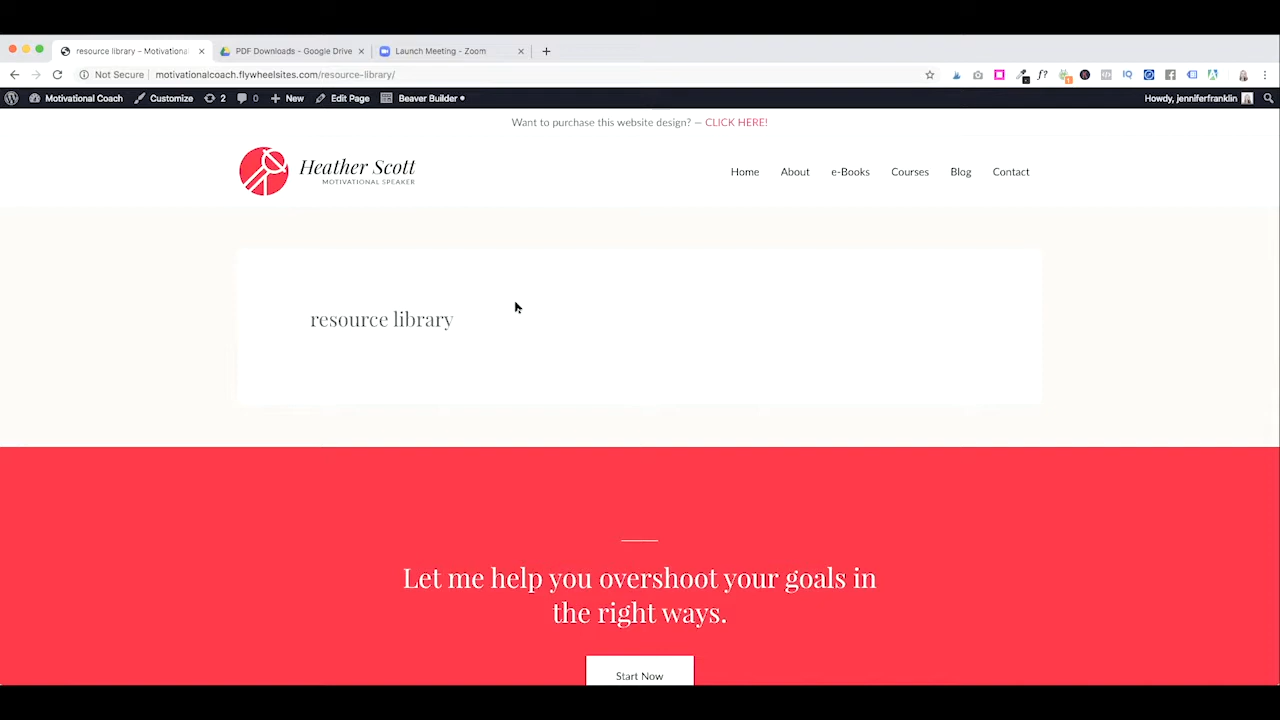 resource library – Motivational
PDF Downloads - Google Drive
Launch Meeting - Zoom
Not Secure
motivationalcoach.flywheelsites.com/resource-library/
Motivational Coach
Customize
2
0
New
Edit Page
Beaver Builder
Howdy, jenniferfranklin
Want to purchase this website design? — CLICK HERE!
Heather Scott
MOTIVATIONAL SPEAKER
Home
About
e-Books
Courses
Blog
Contact
resource library
Let me help you overshoot your goals in
the right ways.
Start Now